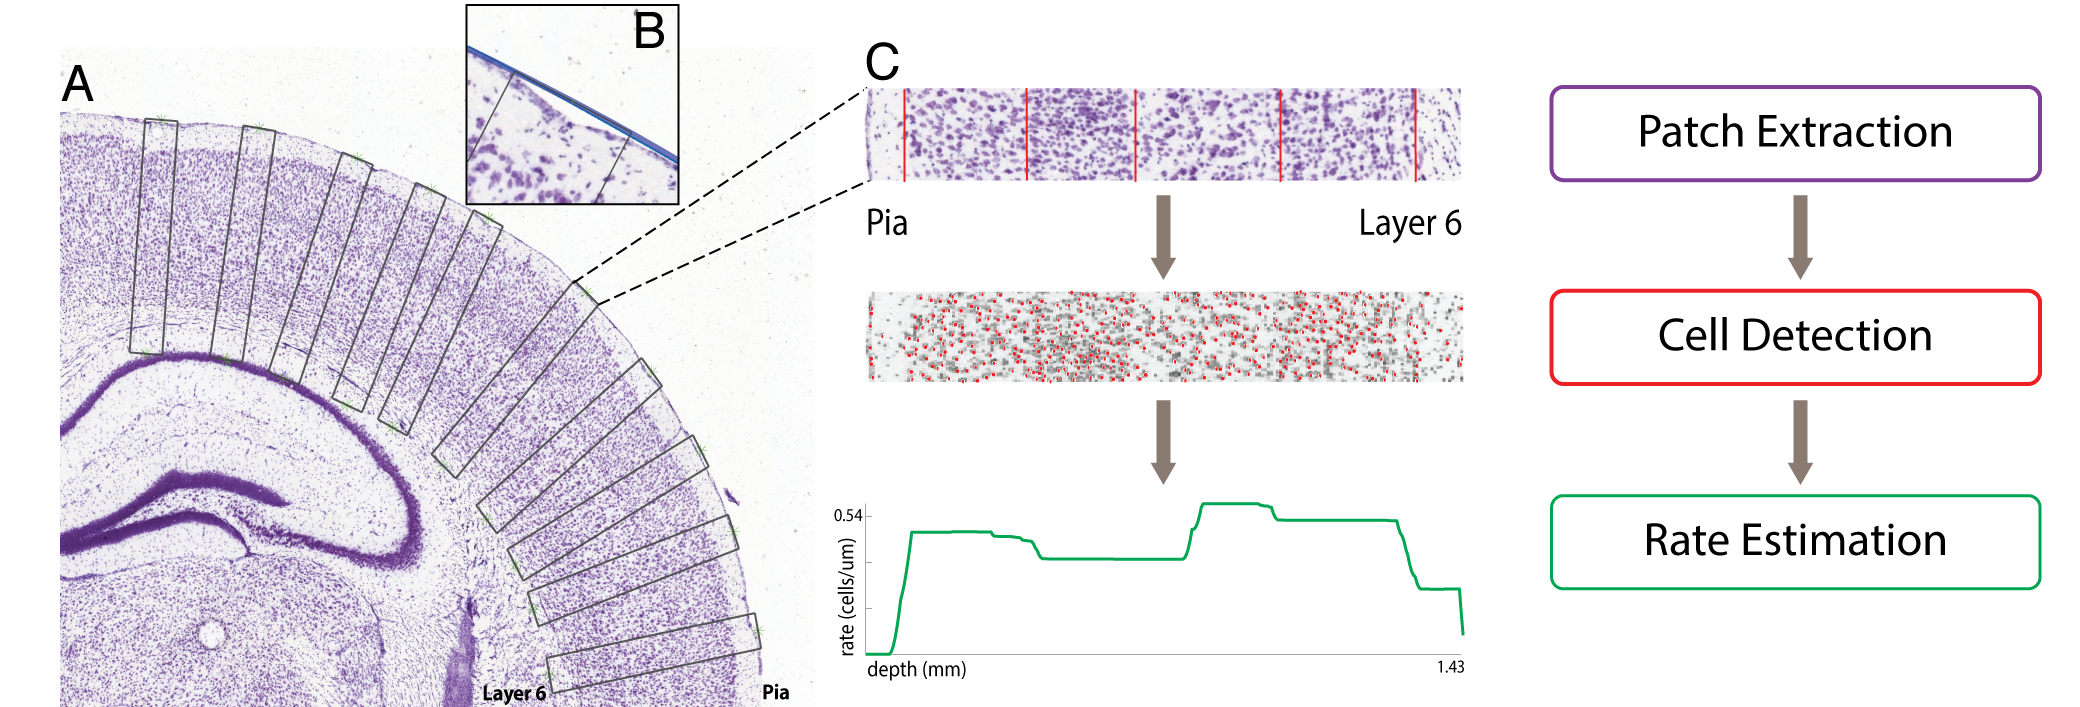 A
B
C
Pia
Layer 6
Patch Extraction
Cell Detection
Rate Estimation
0.54
rate (cells/um)
depth (mm)
1.43
Layer 6
Pia